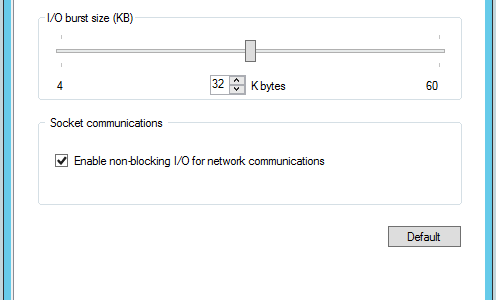 I/O burst size (KB)
4 32 K bytes 60
Socket communications
Enable non-blocking I/O for network communications
Default